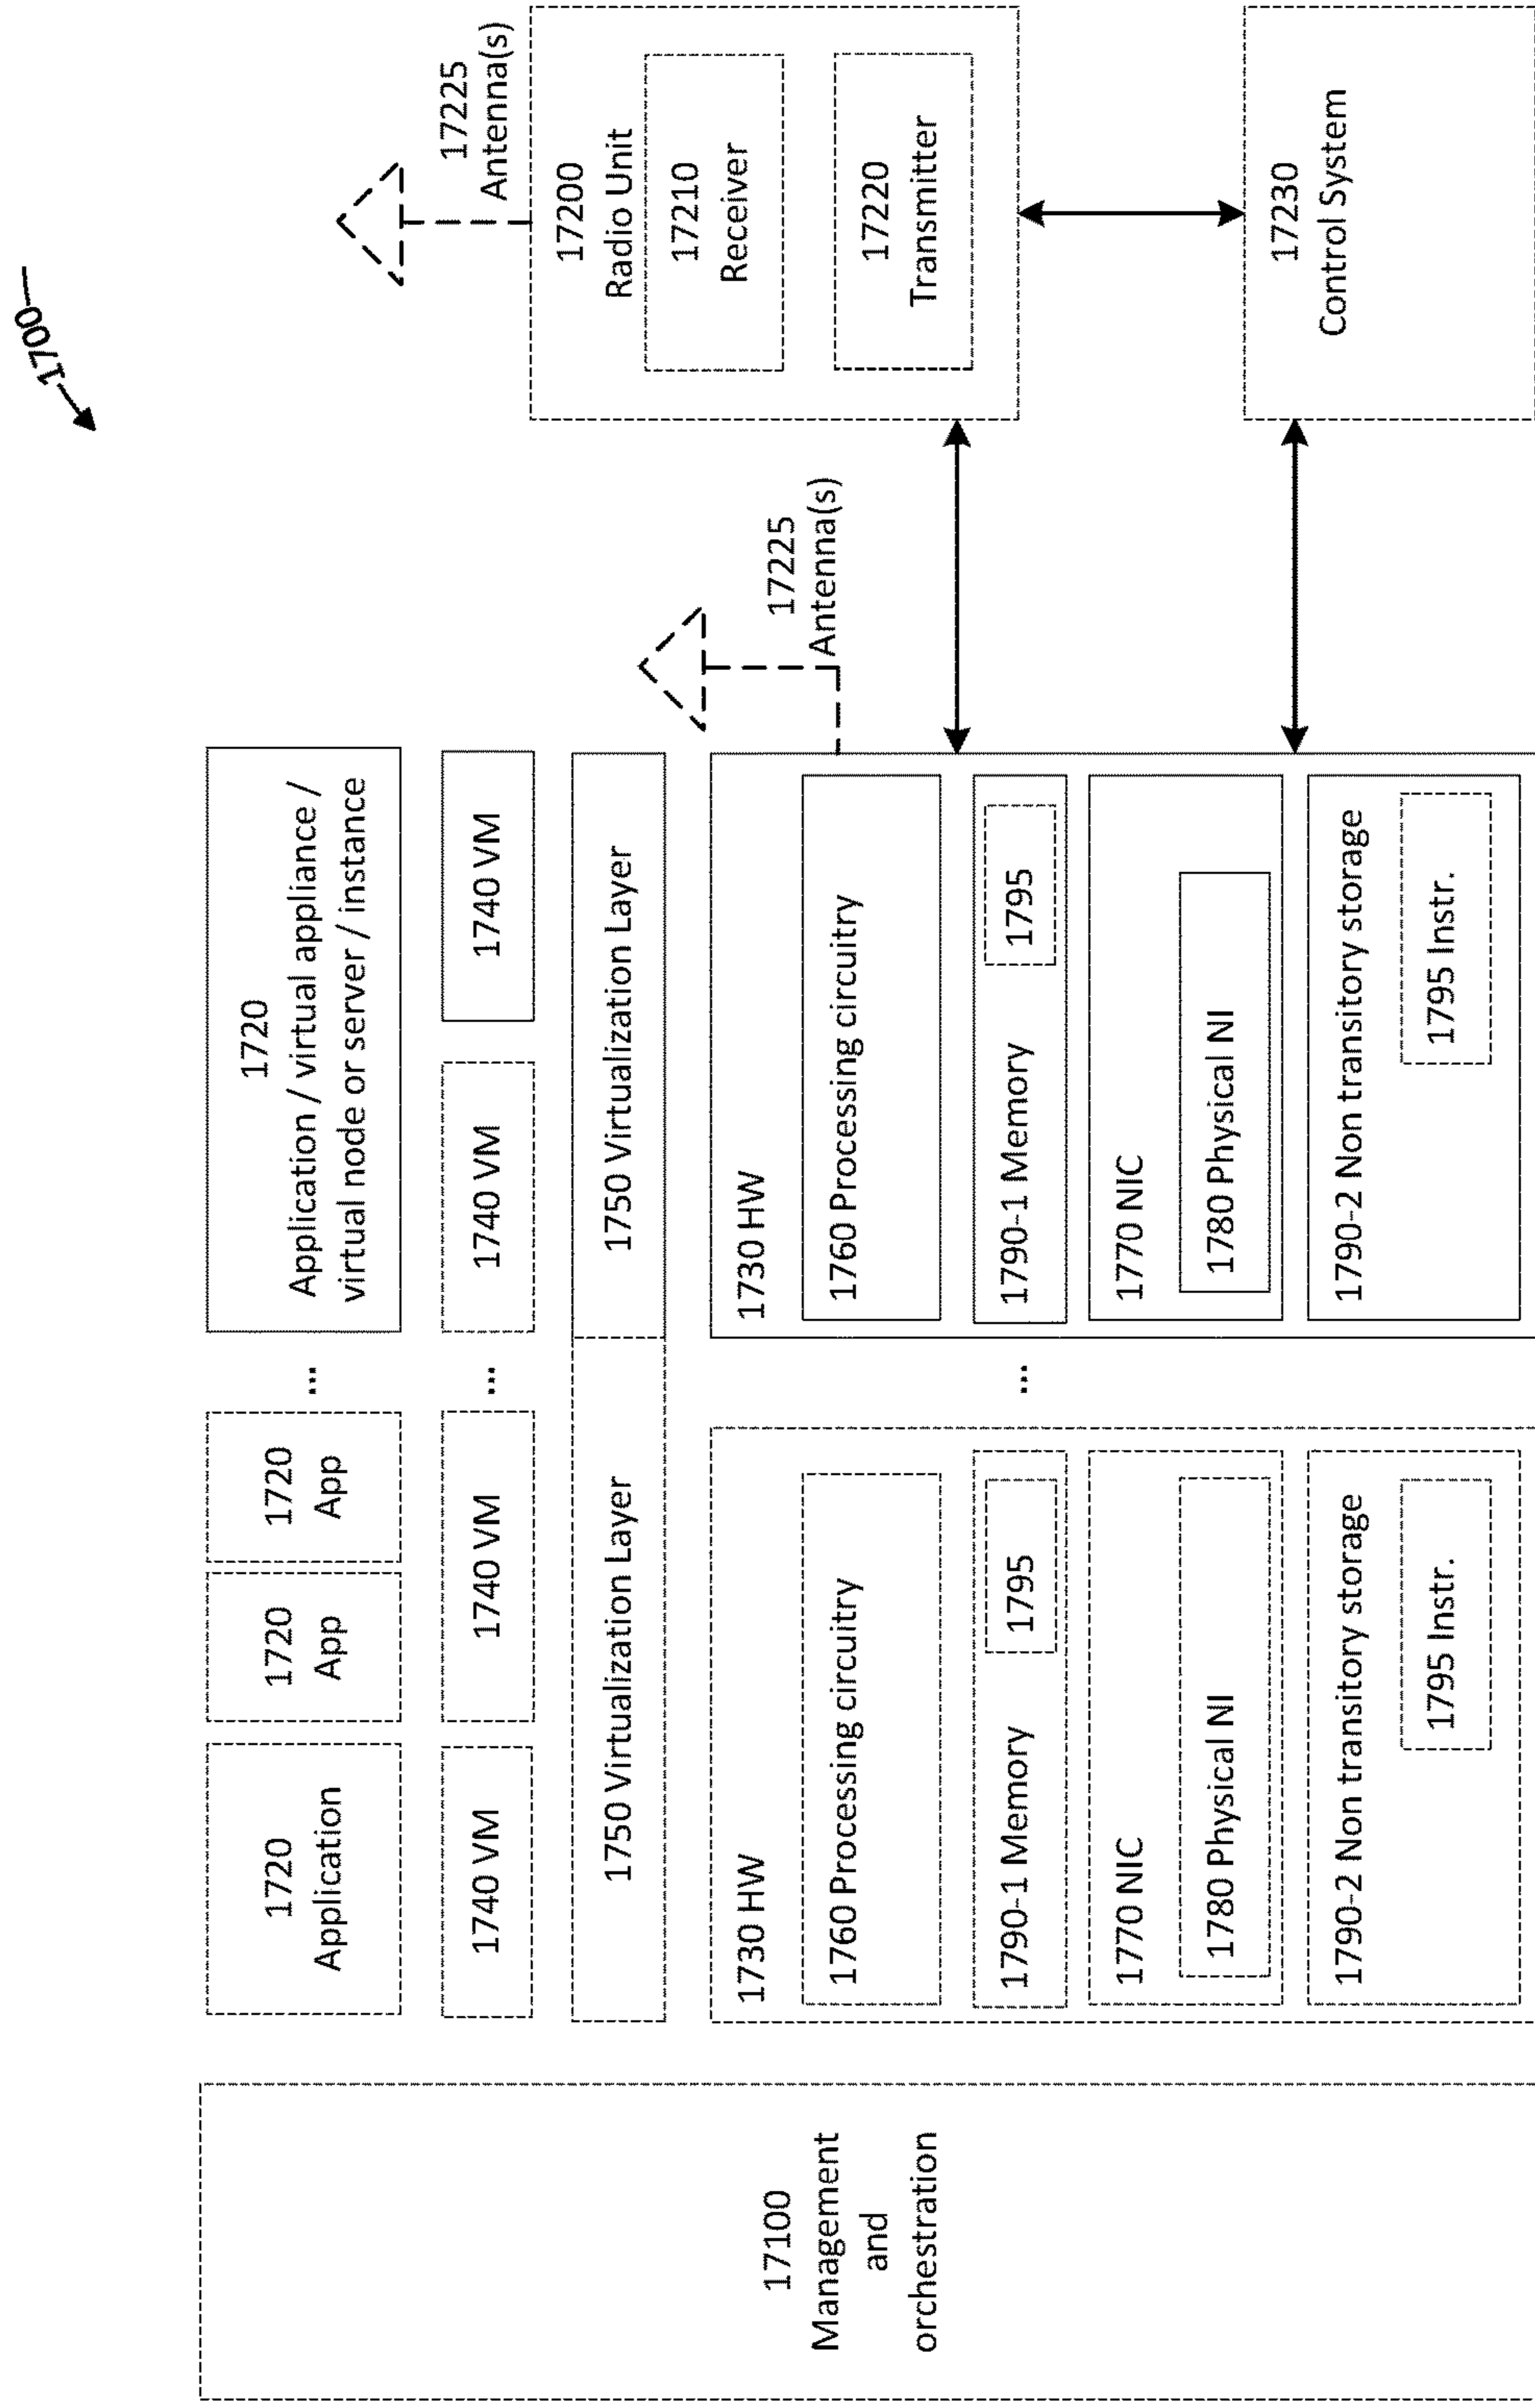 1700
17100
Management
and
orchestration
1720
Application
1720
App
1720
App
...
1720
Application / virtual appliance /
virtual node or server / instance
1740 VM
1740 VM
...
1740 VM
1740 VM
1750 Virtualization Layer
1750 Virtualization Layer
1730 HW
1760 Processing circuitry
1790-1 Memory
1795
1770 NIC
1780 Physical NI
1790-2 Non transitory storage
1795 Instr.
...
1730 HW
1760 Processing circuitry
1790-1 Memory
1795
1770 NIC
1780 Physical NI
1790-2 Non transitory storage
1795 Instr.
17225
Antenna(s)
17225
Antenna(s)
17200
Radio Unit
17210
Receiver
17220
Transmitter
17230
Control System